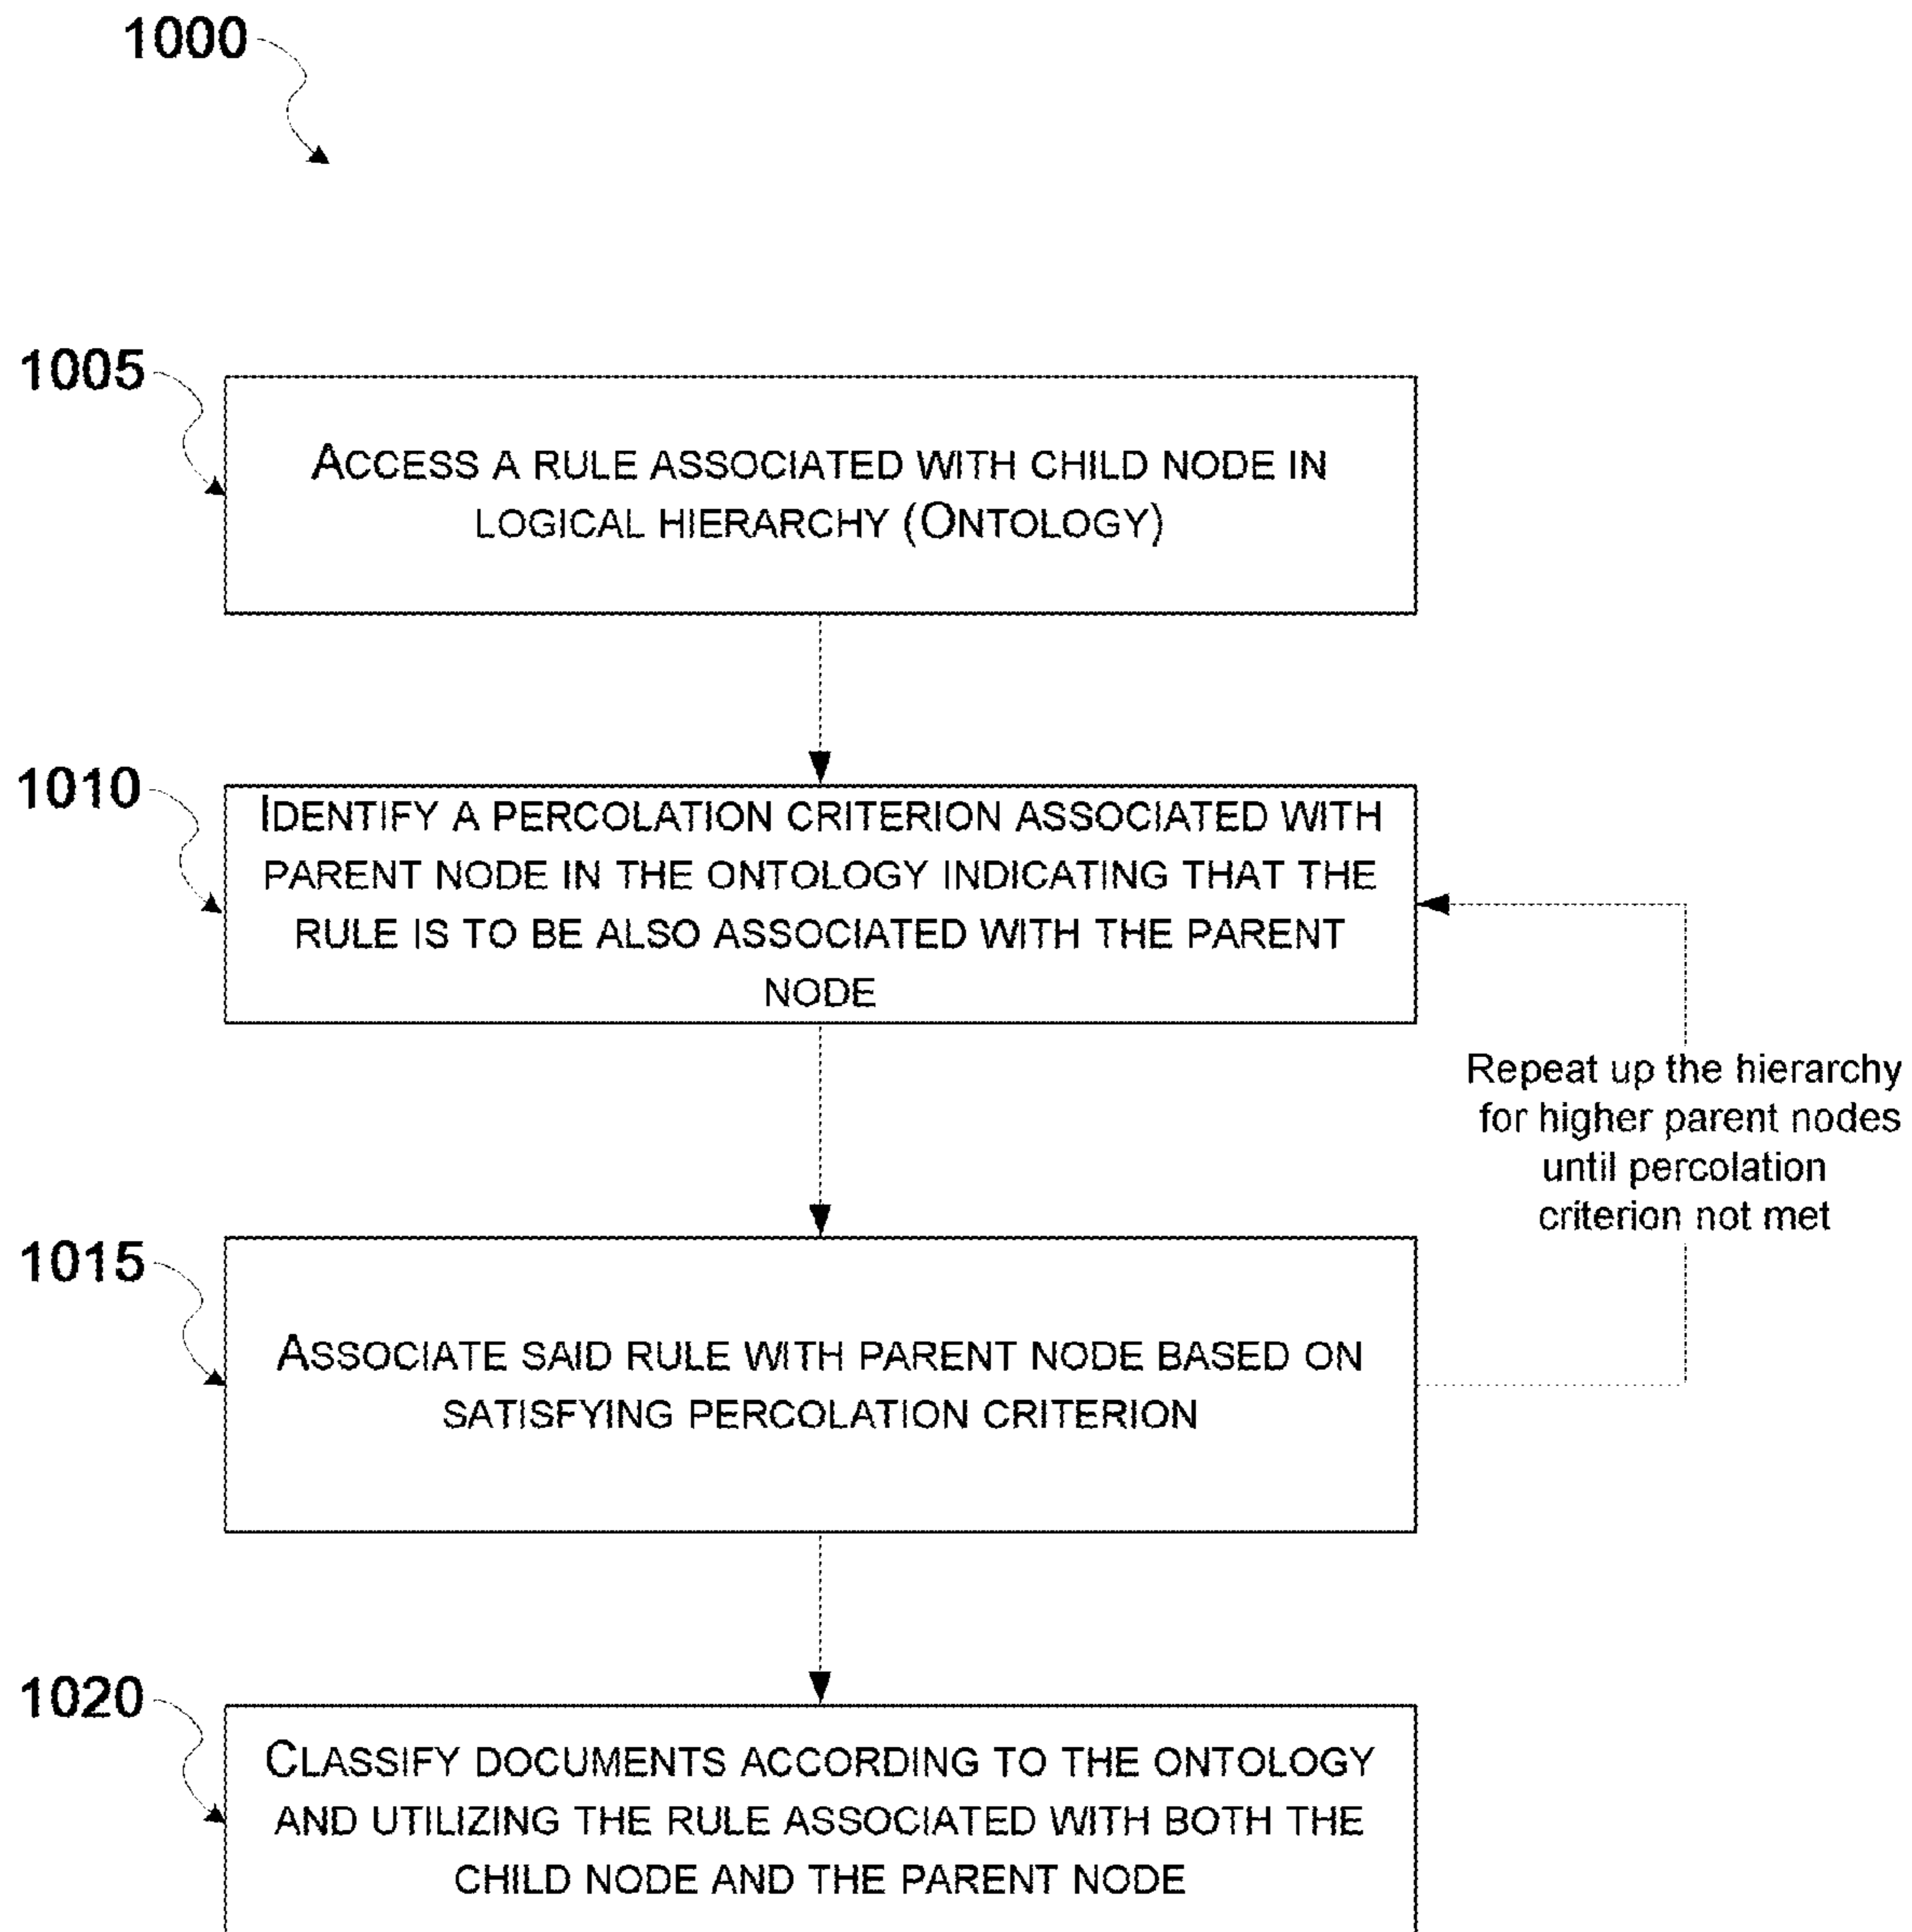 1000
1005
ACCESS A RULE ASSOCIATED WITH CHILD NODE IN
LOGICAL HIERARCHY (ONTOLOGY)
1010
IDENTIFY A PERCOLATION CRITERION ASSOCIATED WITH
PARENT NODE IN THE ONTOLOGY INDICATING THAT THE
RULE IS TO BE ALSO ASSOCIATED WITH THE PARENT
NODE
Repeat up the hierarchy
for higher parent nodes
until percolation
criterion not met
1015
ASSOCIATE SAID RULE WITH PARENT NODE BASED ON
SATISFYING PERCOLATION CRITERION
1020
CLASSIFY DOCUMENTS ACCORDING TO THE ONTOLOGY
AND UTILIZING THE RULE ASSOCIATED WITH BOTH THE
CHILD NODE AND THE PARENT NODE